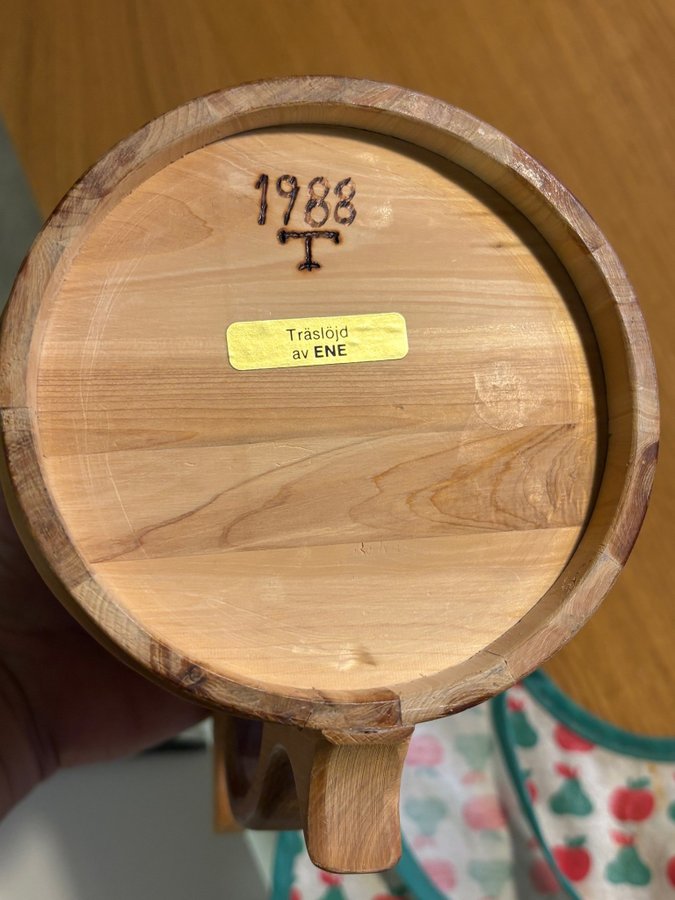 1988
T
Träslöjd
av ENE